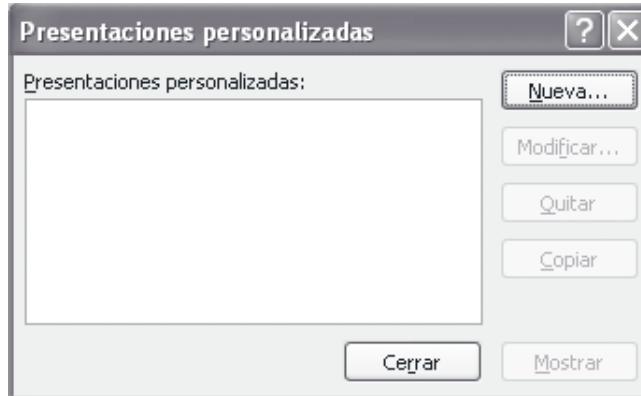 Presentaciones personalizadas
Presentaciones personalizadas:
Nueva...
Modificar...
Quitar
Copiar
Cerrar
Mostrar